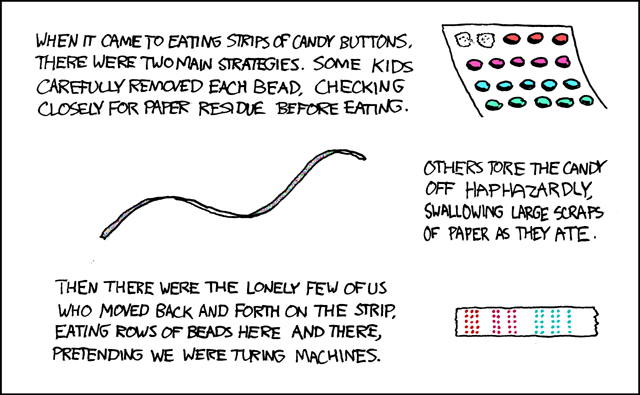 WHEN IT CAME TO EATING STRIPS OF CANDY BUTTONS,
THERE WERE TWO MAIN STRATEGIES. SOME KIDS
CAREFULLY REMOVED EACH BEAD, CHECKING
CLOSELY FOR PAPER RESIDUE BEFORE EATING.
OTHERS TORE THE CANDY
OFF HAPHAZARDLY,
SWALLOWING LARGE SCRAPS
OF PAPER AS THEY ATE.
THEN THERE WERE THE LONELY FEW OF US
WHO MOVED BACK AND FORTH ON THE STRIP,
EATING ROWS OF BEADS HERE AND THERE,
PRETENDING WE WERE TURING MACHINES.